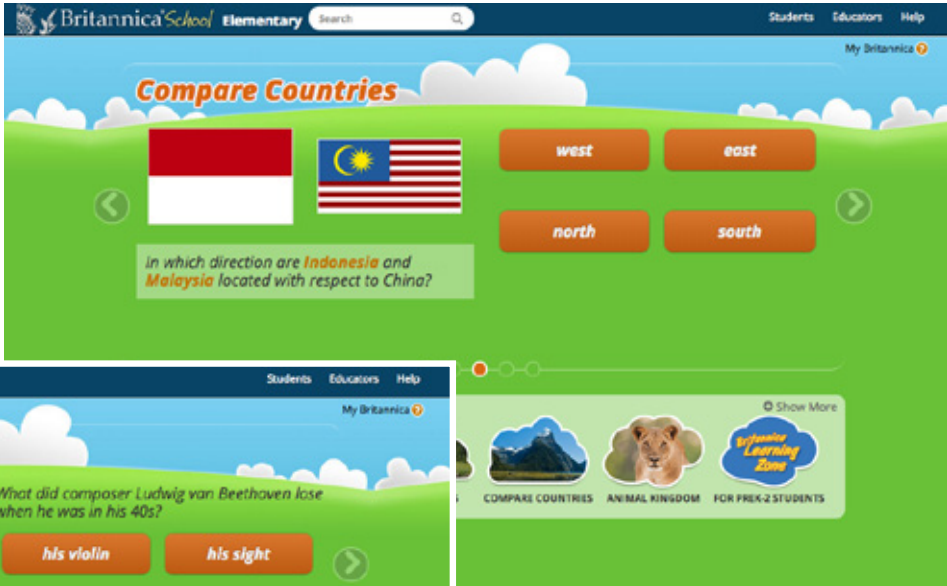 Britannica School Elementary
Search
Students Educators Help
My Britannica ?
Compare Countries
In which direction are Indonesia and
Malaysia located with respect to China?
west
east
north
south
Show More
COMPARE COUNTRIES
ANIMAL KINGDOM
Britannica
Learning
Zone
FOR PREK-2 STUDENTS
Students Educators Help
My Britannica ?
What did composer Ludwig van Beethoven lose
when he was in his 40s?
his violin
his sight